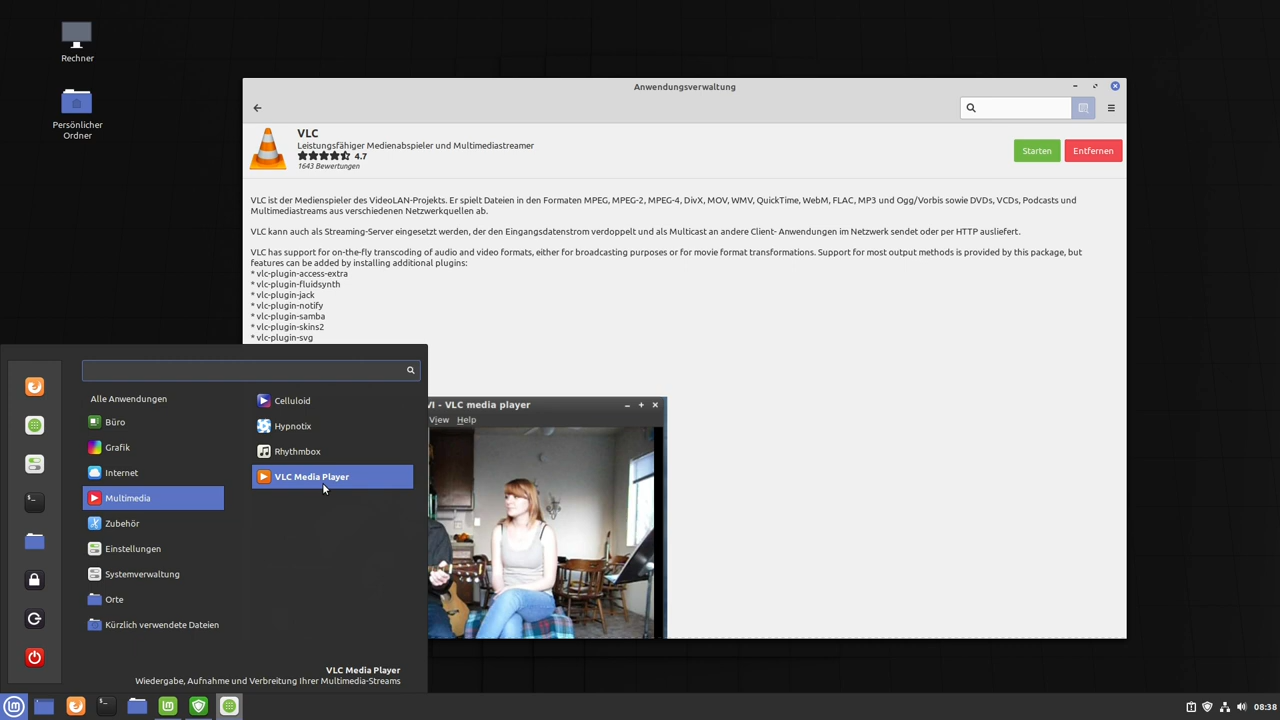 Rechner
Persönlicher
Ordner
Anwendungsverwaltung
VLC
Leistungsfähiger Medienabspieler und Multimediastreamer
4.7
1643 Bewertungen
Starten
Entfernen
VLC ist der Medienspieler des VideoLAN-Projekts. Er spielt Dateien in den Formaten MPEG, MPEG-2, MPEG-4, DivX, MOV, WMV, QuickTime, WebM, FLAC, MP3 und Ogg/Vorbis sowie DVDs, VCDs, Podcasts und
Multimediastreams aus verschiedenen Netzwerkquellen ab.
VLC kann auch als Streaming-Server eingesetzt werden, der den Eingangsdatenstrom verdoppelt und als Multicast an andere Client- Anwendungen im Netzwerk sendet oder per HTTP ausliefert.
VLC has support for on-the-fly transcoding of audio and video formats, either for broadcasting purposes or for movie format transformations. Support for most output methods is provided by this package, but
features can be added by installing additional plugins:
* vlc-plugin-access-extra
* vlc-plugin-fluidsynth
* vlc-plugin-jack
* vlc-plugin-notify
* vlc-plugin-samba
* vlc-plugin-skins2
* vlc-plugin-svg
VI - VLC media player
View Help
Alle Anwendungen
Büro
Grafik
Internet
Multimedia
Zubehör
Einstellungen
Systemverwaltung
Orte
Kürzlich verwendete Dateien
Celluloid
Hypnotix
Rhythmbox
VLC Media Player
VLC Media Player
Wiedergabe, Aufnahme und Verbreitung Ihrer Multimedia-Streams
08:38